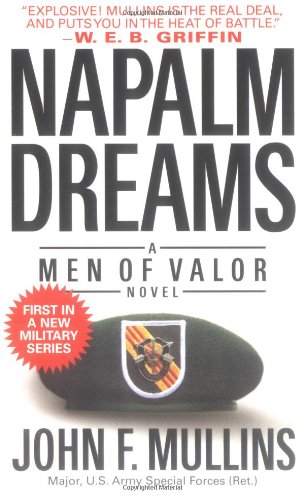 "EXPLOSIVE! MULLINS IS THE REAL DEAL,
AND PUTS YOU IN THE HEAT OF BATTLE."
–W. E. B. GRIFFIN
NAPALM
DREAMS
A
MEN OF VALOR
NOVEL
FIRST IN
A NEW
MILITARY
SERIES
JOHN F. MULLINS
Major, U.S. Army Special Forces (Ret.)